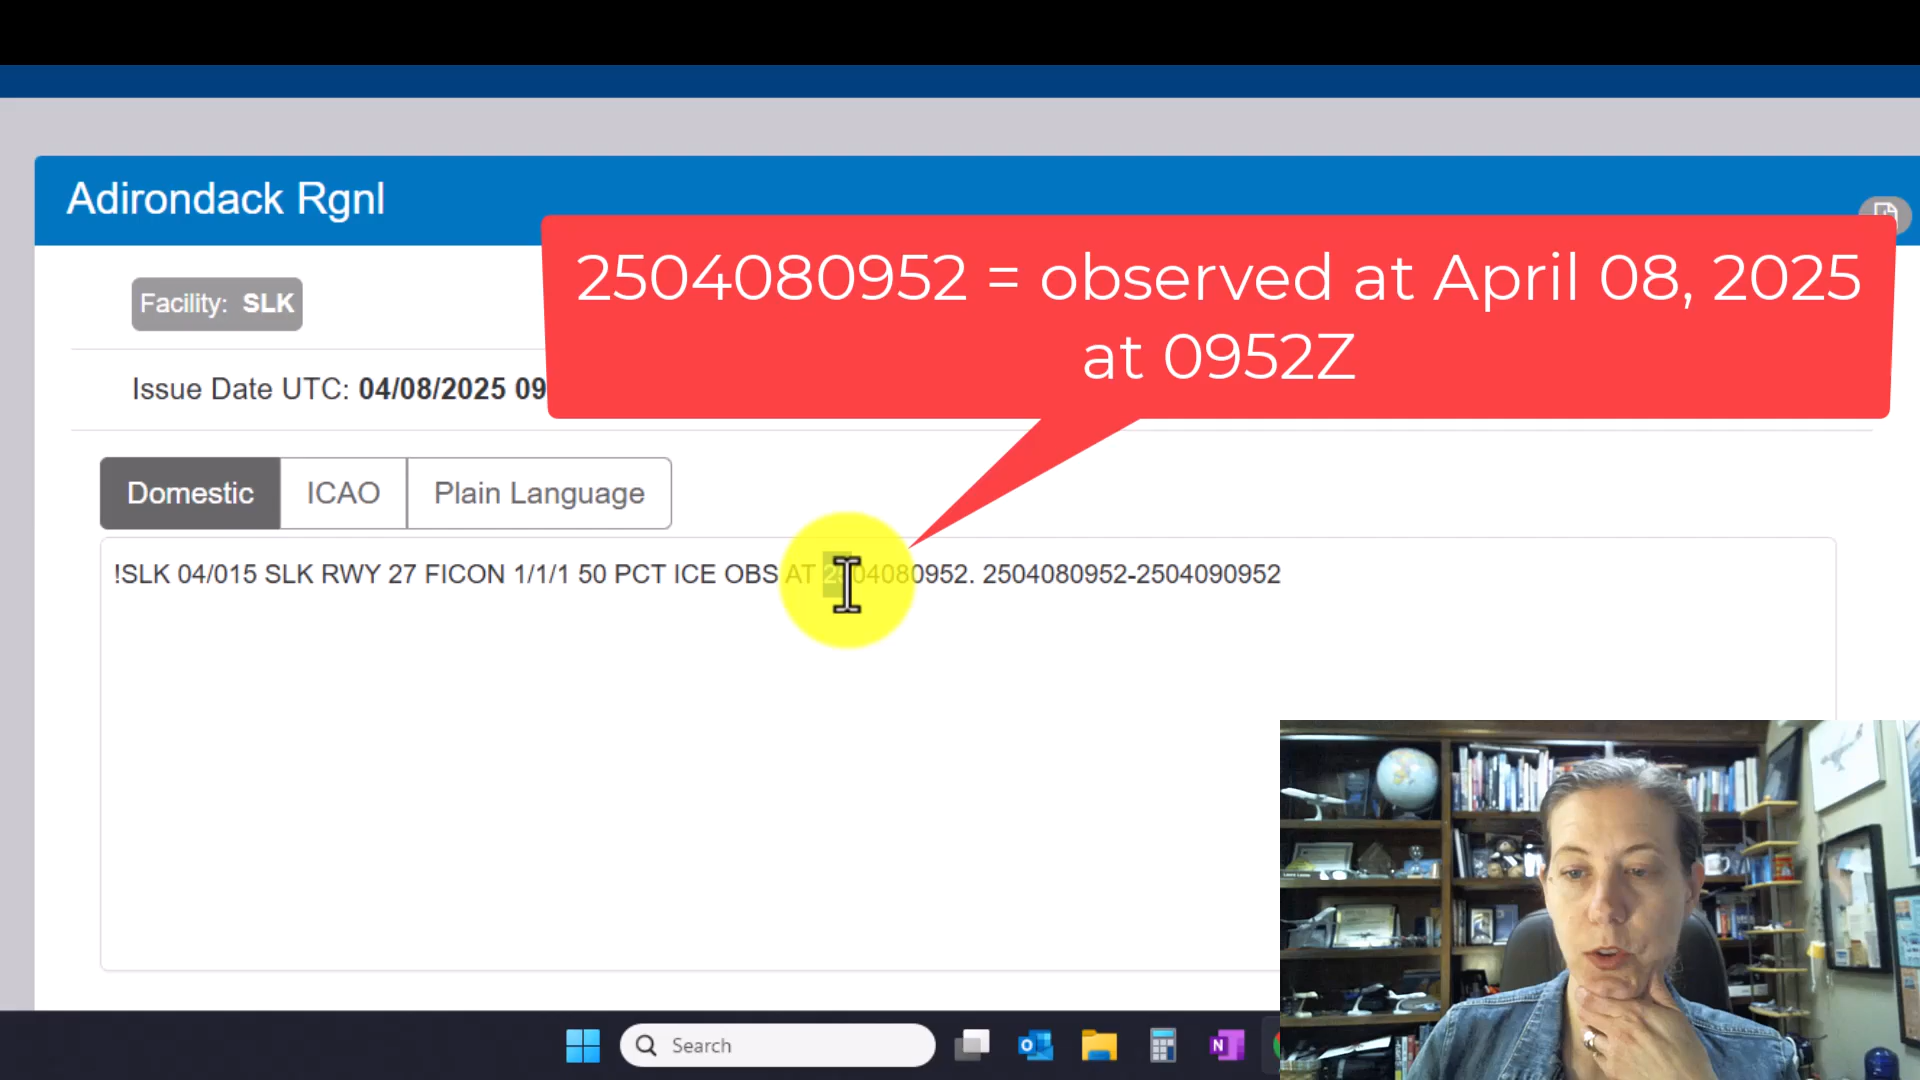 Adirondack Rgnl
2504080952 = observed at April 08, 2025
at 0952Z
Facility: SLK
Issue Date UTC: 04/08/2025 09
Domestic
ICAO
Plain Language
!SLK 04/015 SLK RWY 27 FICON 1/1/1 50 PCT ICE OBS AT 2504080952. 2504080952-2504090952
Search